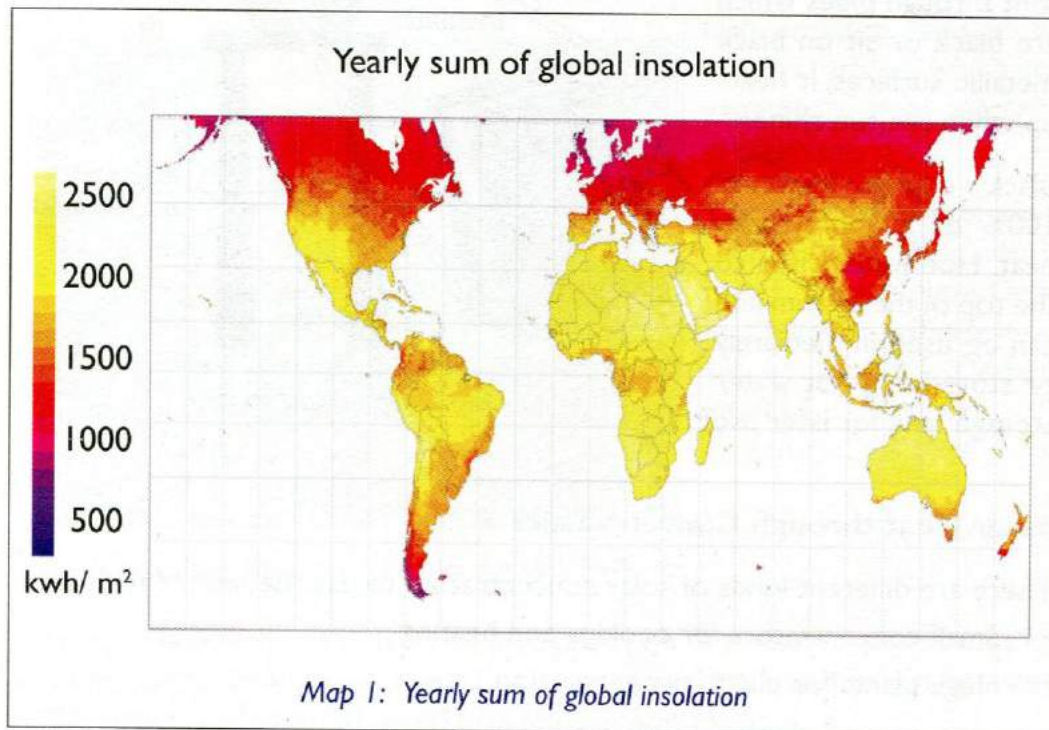 Yearly sum of global insolation
2500
2000
1500
1000
500
kwh/ m²
Map 1: Yearly sum of global insolation